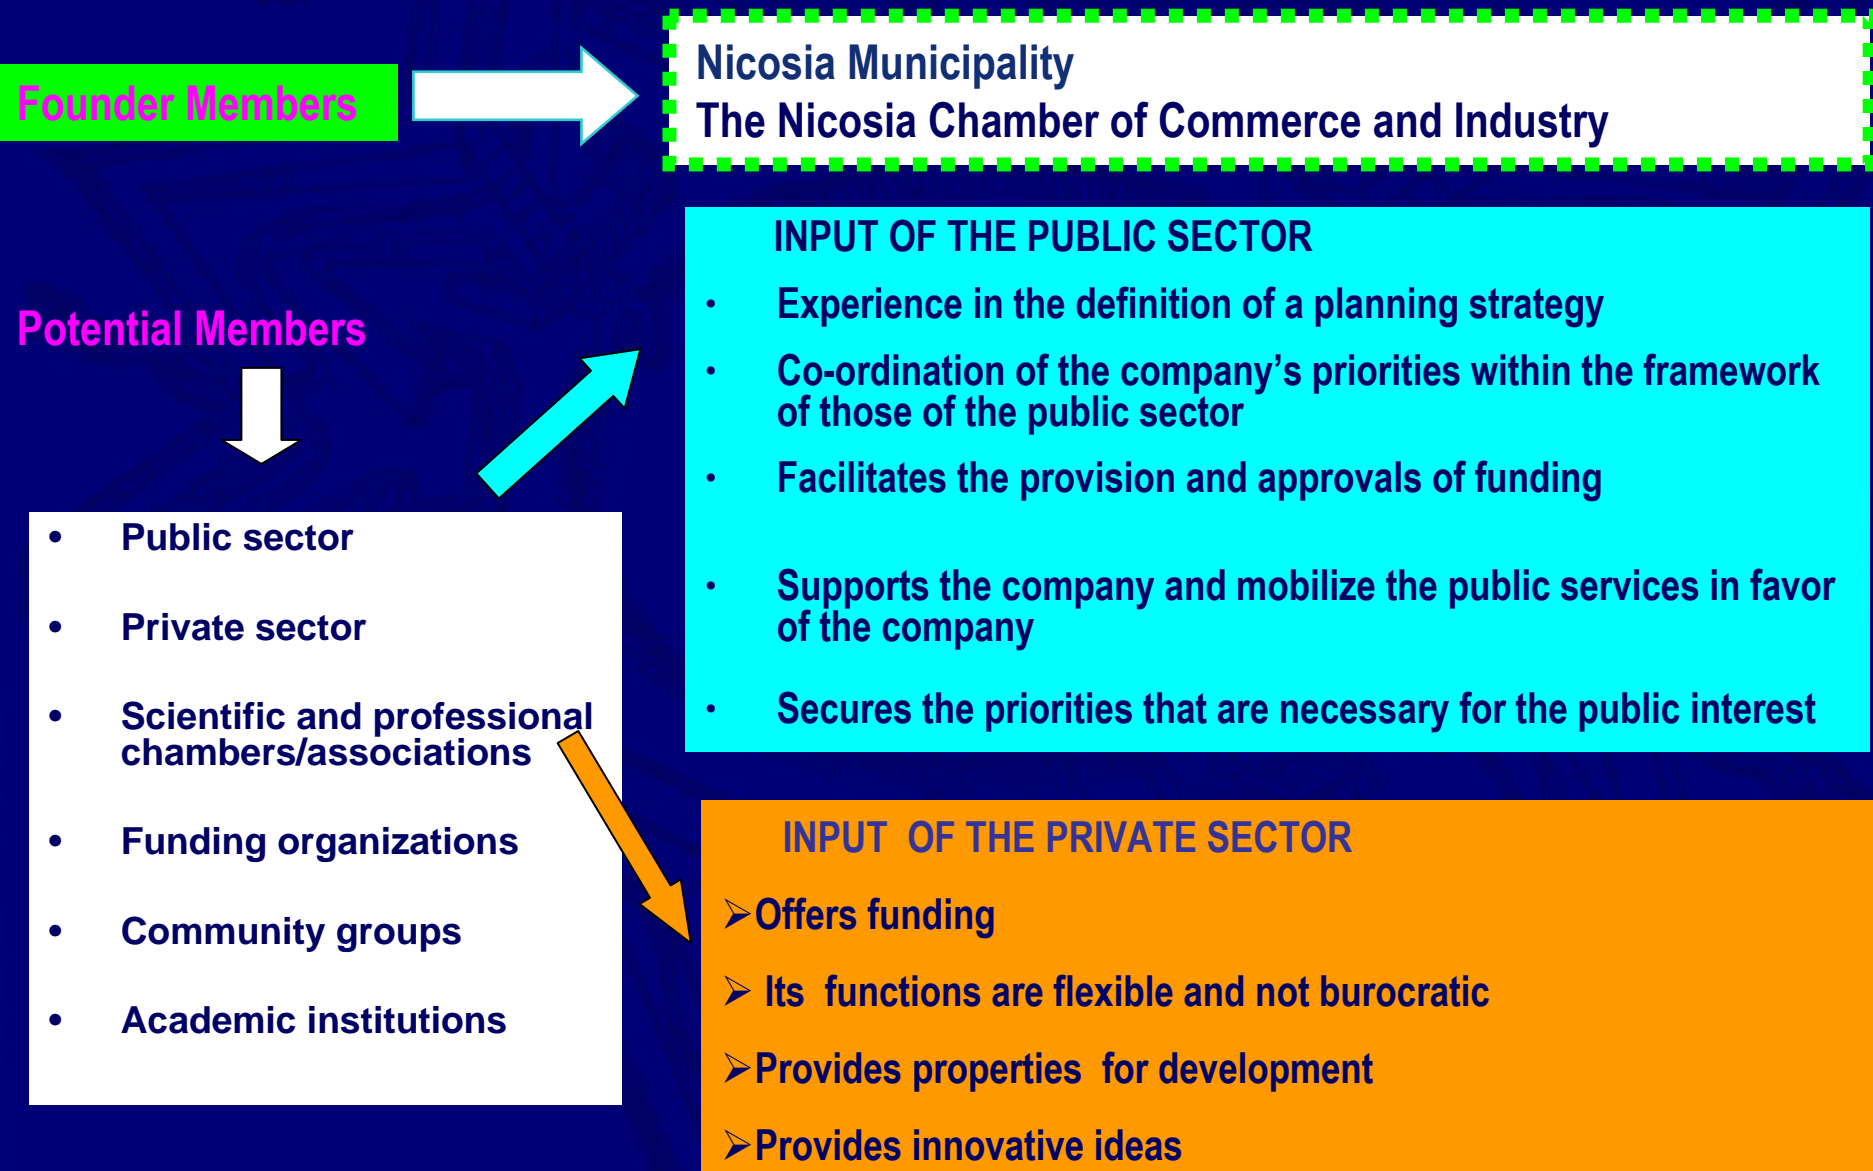 Founder Members
Nicosia Municipality
The Nicosia Chamber of Commerce and Industry
Potential Members
• Public sector
• Private sector
• Scientific and professional
chambers/associations
• Funding organizations
• Community groups
• Academic institutions
INPUT OF THE PUBLIC SECTOR
• Experience in the definition of a planning strategy
• Co-ordination of the company’s priorities within the framework
of those of the public sector
• Facilitates the provision and approvals of funding
• Supports the company and mobilize the public services in favor
of the company
• Secures the priorities that are necessary for the public interest
INPUT OF THE PRIVATE SECTOR
➢Offers funding
➢ Its functions are flexible and not burocratic
➢Provides properties for development
➢Provides innovative ideas